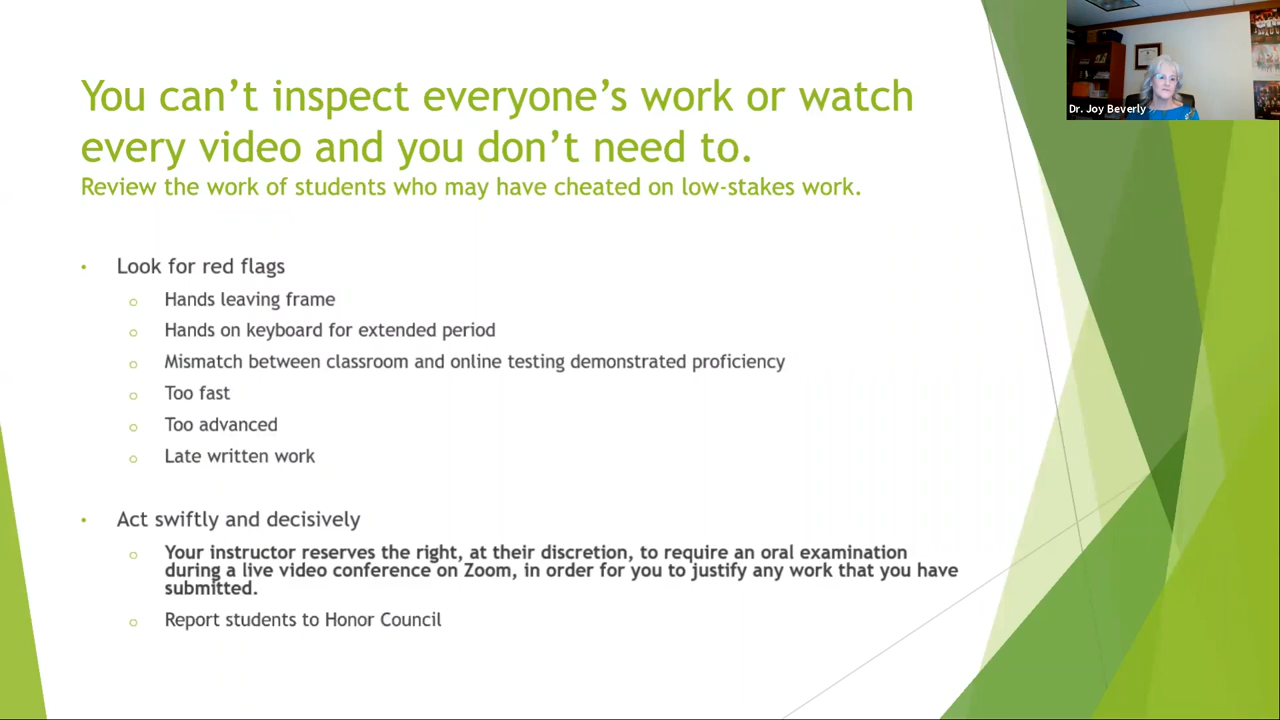 You can't inspect everyone's work or watch
every video and you don't need to.
Review the work of students who may have cheated on low-stakes work.
• Look for red flags
o Hands leaving frame
o Hands on keyboard for extended period
o Mismatch between classroom and online testing demonstrated proficiency
o Too fast
o Too advanced
o Late written work
• Act swiftly and decisively
o Your instructor reserves the right, at their discretion, to require an oral examination
during a live video conference on Zoom, in order for you to justify any work that you have
submitted.
o Report students to Honor Council
Dr. Joy Beverly